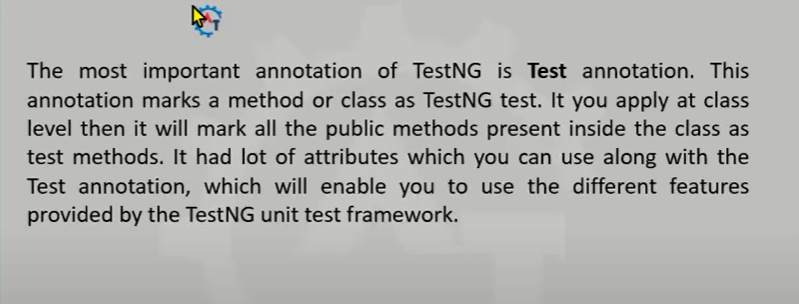 The most important annotation of TestNG is Test annotation. This
annotation marks a method or class as TestNG test. It you apply at class
level then it will mark all the public methods present inside the class as
test methods. It had lot of attributes which you can use along with the
Test annotation, which will enable you to use the different features
provided by the TestNG unit test framework.